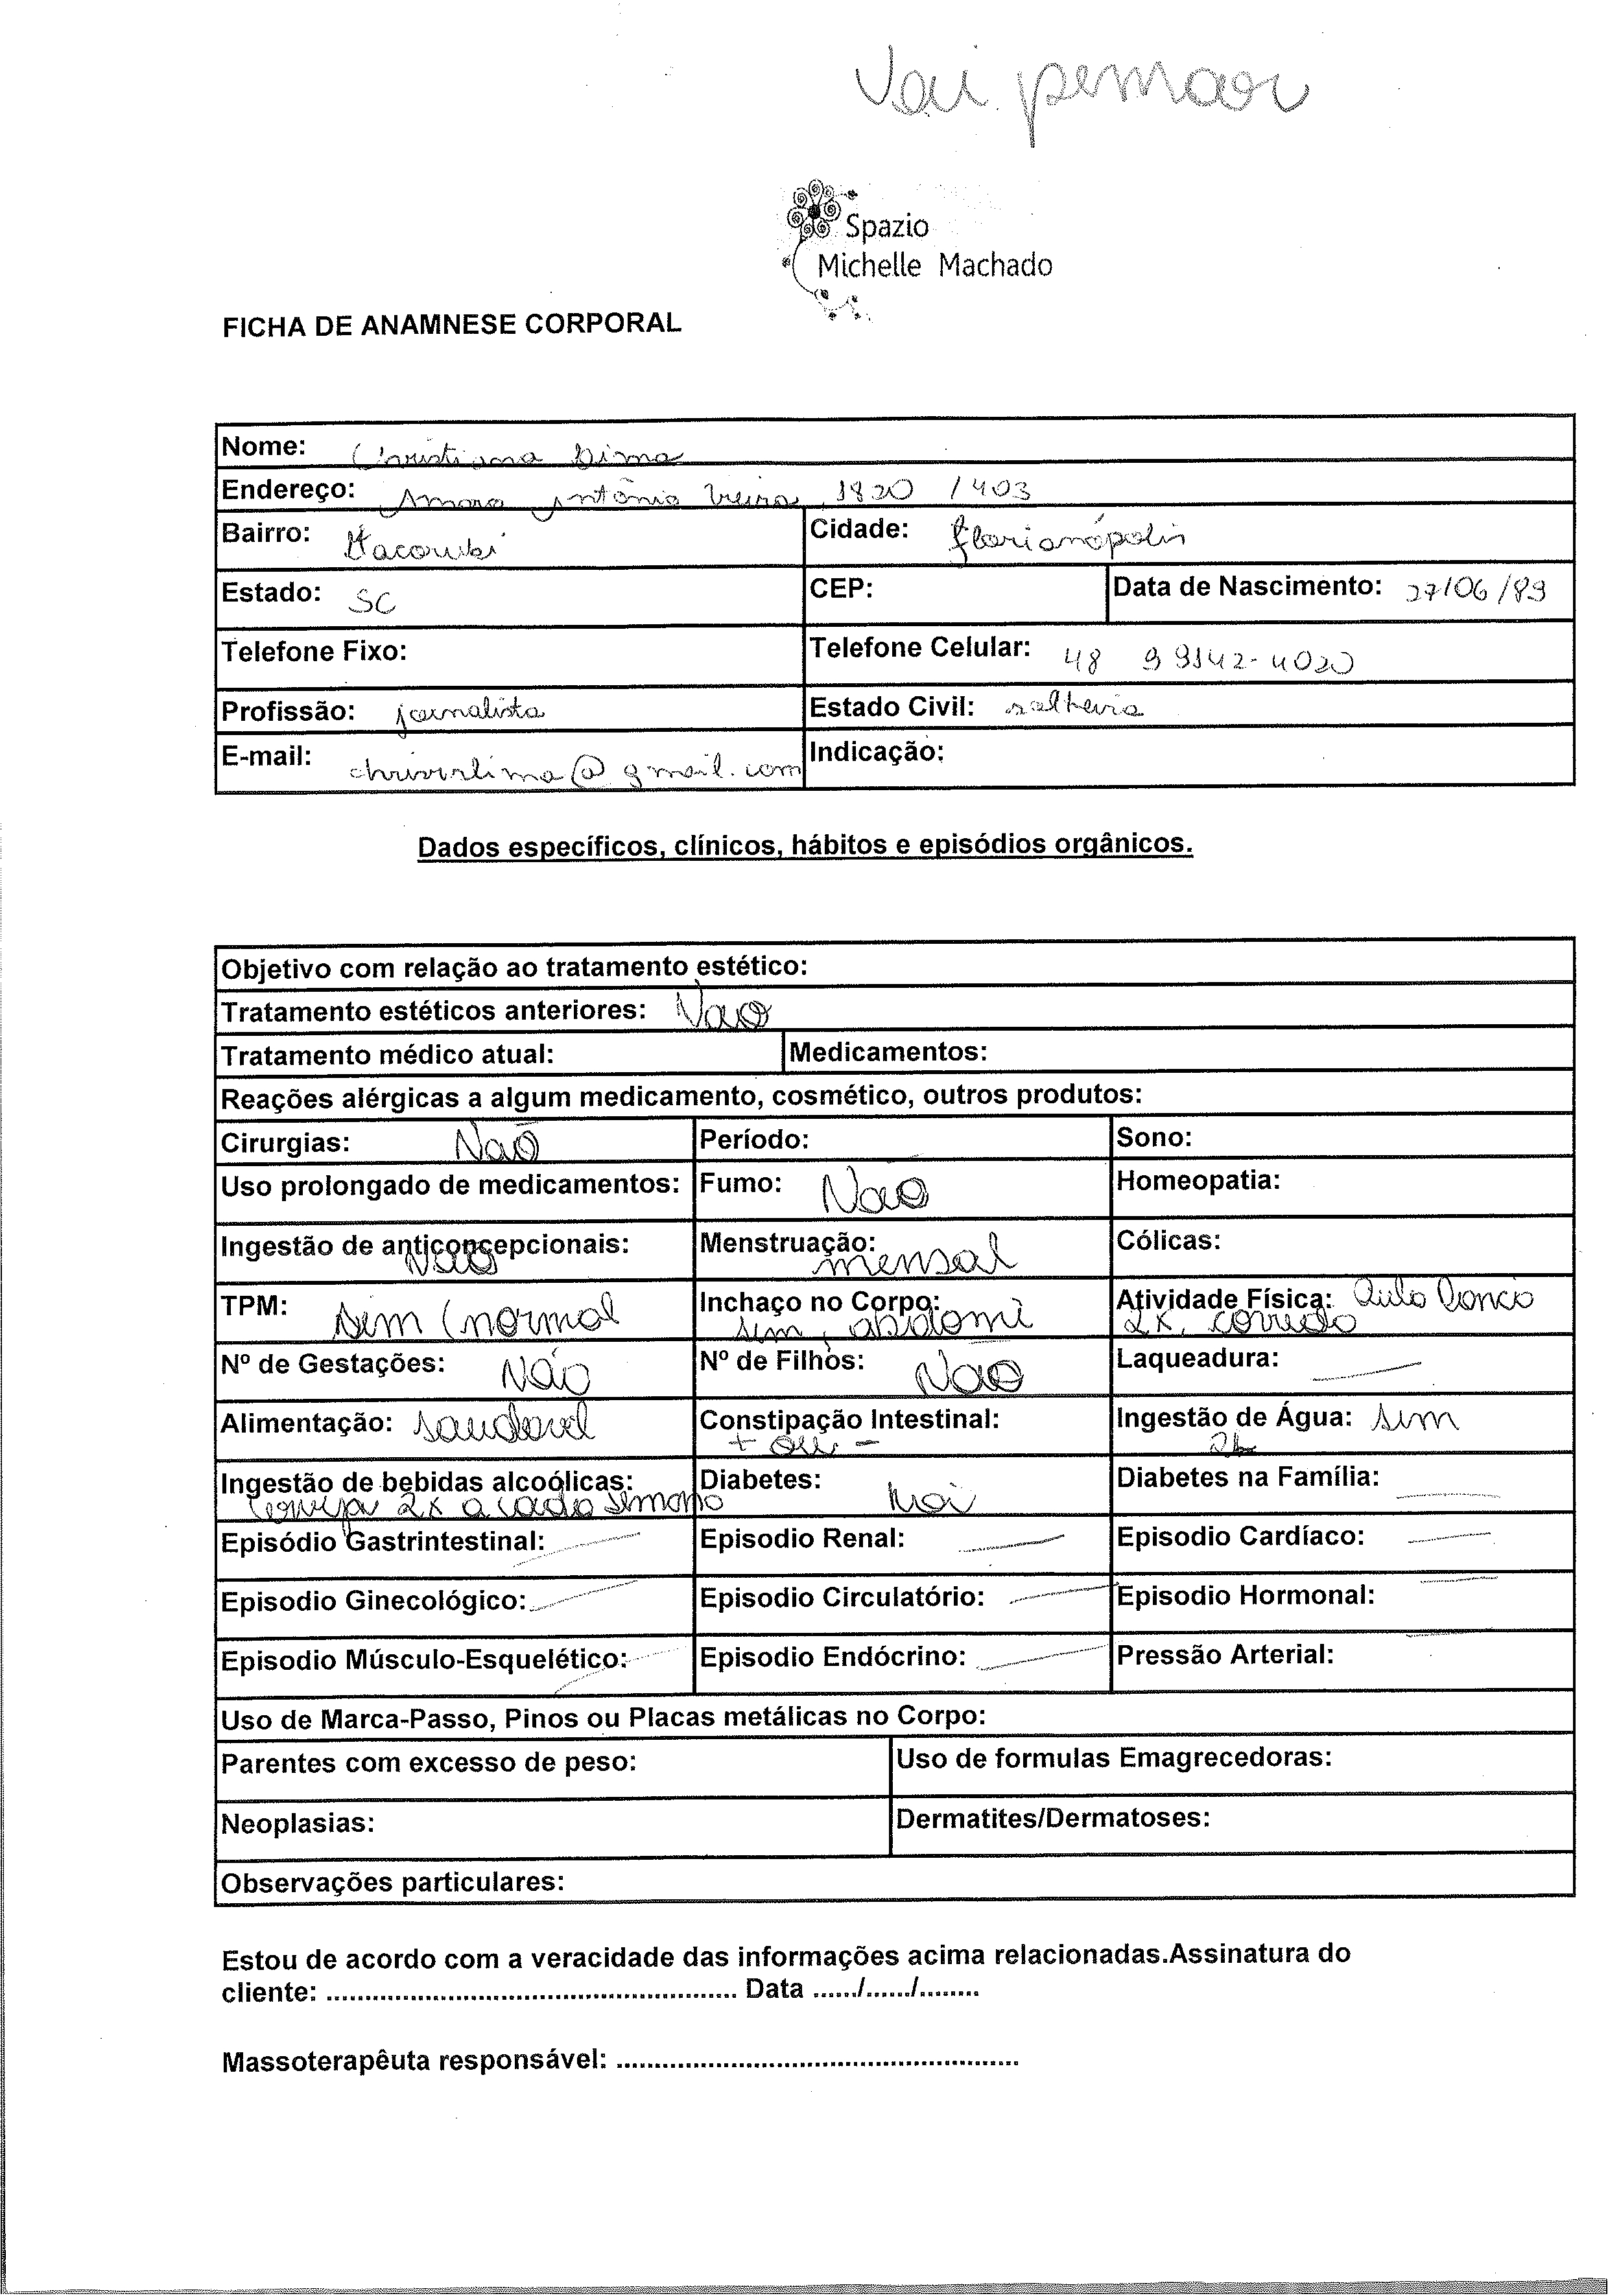 Vai pensar
Spazio
Michelle Machado
FICHA DE ANAMNESE CORPORAL
Nome: Christiana Lima
Endereço: Amaro Antônio Vieira, 1820 / 403
Bairro: Itacorubi Cidade: Florianópolis
Estado: SC CEP: Data de Nascimento: 27/06/89
Telefone Fixo: Telefone Celular: 48 9 9142-4020
Profissão: jornalista Estado Civil: solteira
E-mail: @gmail.com Indicação:
Dados específicos, clínicos, hábitos e episódios orgânicos.
Objetivo com relação ao tratamento estético:
Tratamento estéticos anteriores: Não
Tratamento médico atual: Medicamentos:
Reações alérgicas a algum medicamento, cosmético, outros produtos:
Cirurgias: Não Período: Sono:
Uso prolongado de medicamentos: Fumo: Não Homeopatia:
Ingestão de anticoncepcionais: Não Menstruação: mensal Cólicas:
TPM: sim (normal Inchaço no Corpo: sim, abdomi Atividade Física: Aula
2x, corrida
Nº de Gestações: Não Nº de Filhos: Não Laqueadura: —
Alimentação: saudavel Constipação Intestinal: + ou - Ingestão de Água: sim
2L
Ingestão de bebidas alcoólicas: Diabetes: Não Diabetes na Família: —
cerveja 2x a cada semana
Episódio Gastrintestinal: — Episodio Renal: — Episodio Cardíaco: —
Episodio Ginecológico: — Episodio Circulatório: — Episodio Hormonal: —
Episodio Músculo-Esquelético: — Episodio Endócrino: — Pressão Arterial: —
Uso de Marca-Passo, Pinos ou Placas metálicas no Corpo:
Parentes com excesso de peso: Uso de formulas Emagrecedoras:
Neoplasias: Dermatites/Dermatoses:
Observações particulares:
Estou de acordo com a veracidade das informações acima relacionadas.Assinatura do
cliente: ...................................................... Data ....../....../........
Massoterapêuta responsável: .....................................................